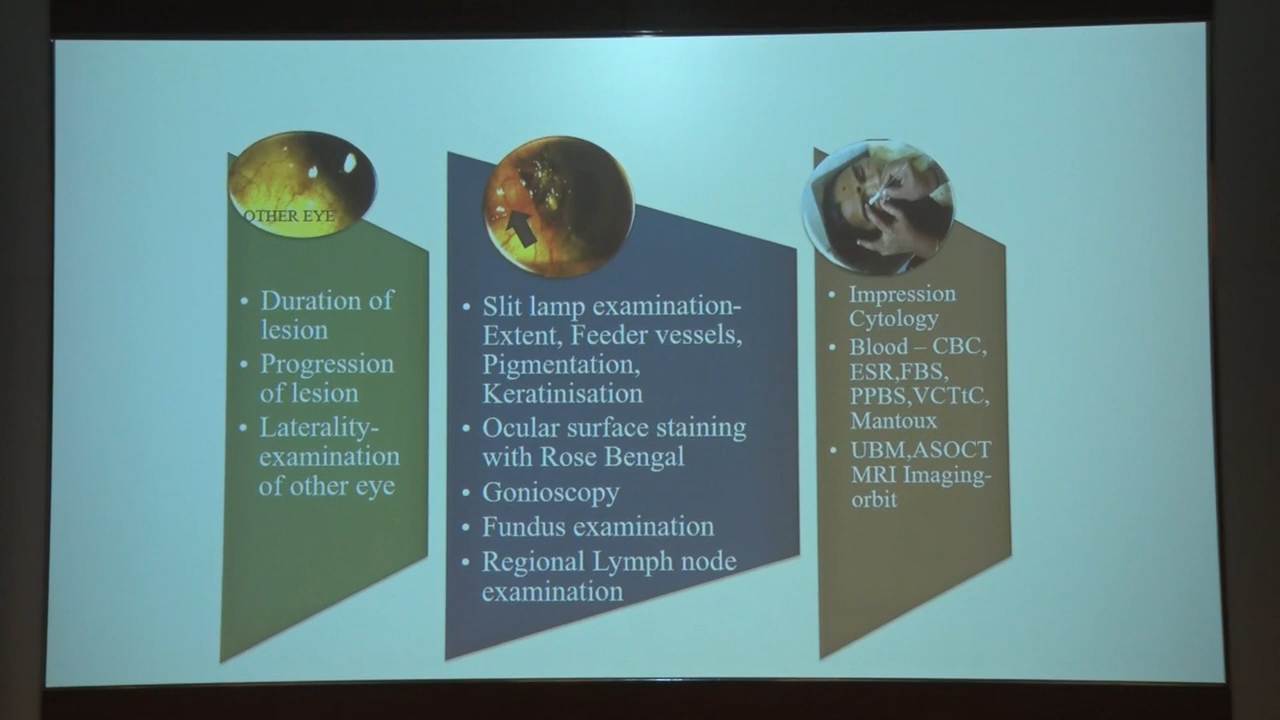 OTHER EYE
• Duration of
lesion
• Progression
of lesion
• Laterality-
examination
of other eye
• Slit lamp examination-
Extent, Feeder vessels,
Pigmentation,
Keratinisation
• Ocular surface staining
with Rose Bengal
• Gonioscopy
• Fundus examination
• Regional Lymph node
examination
• Impression
Cytology
• Blood – CBC,
ESR,FBS,
PPBS,VCTtC,
Mantoux
• UBM,ASOCT
MRI Imaging-
orbit